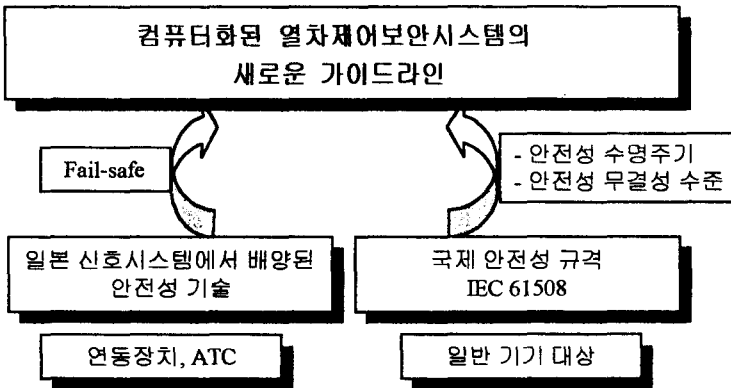 컴퓨터화된 열차제어보안시스템의
새로운 가이드라인
Fail-safe
- 안전성 수명주기
- 안전성 무결성 수준
일본 신호시스템에서 배양된
안전성 기술
국제 안전성 규격
IEC 61508
연동장치, ATC
일반 기기 대상